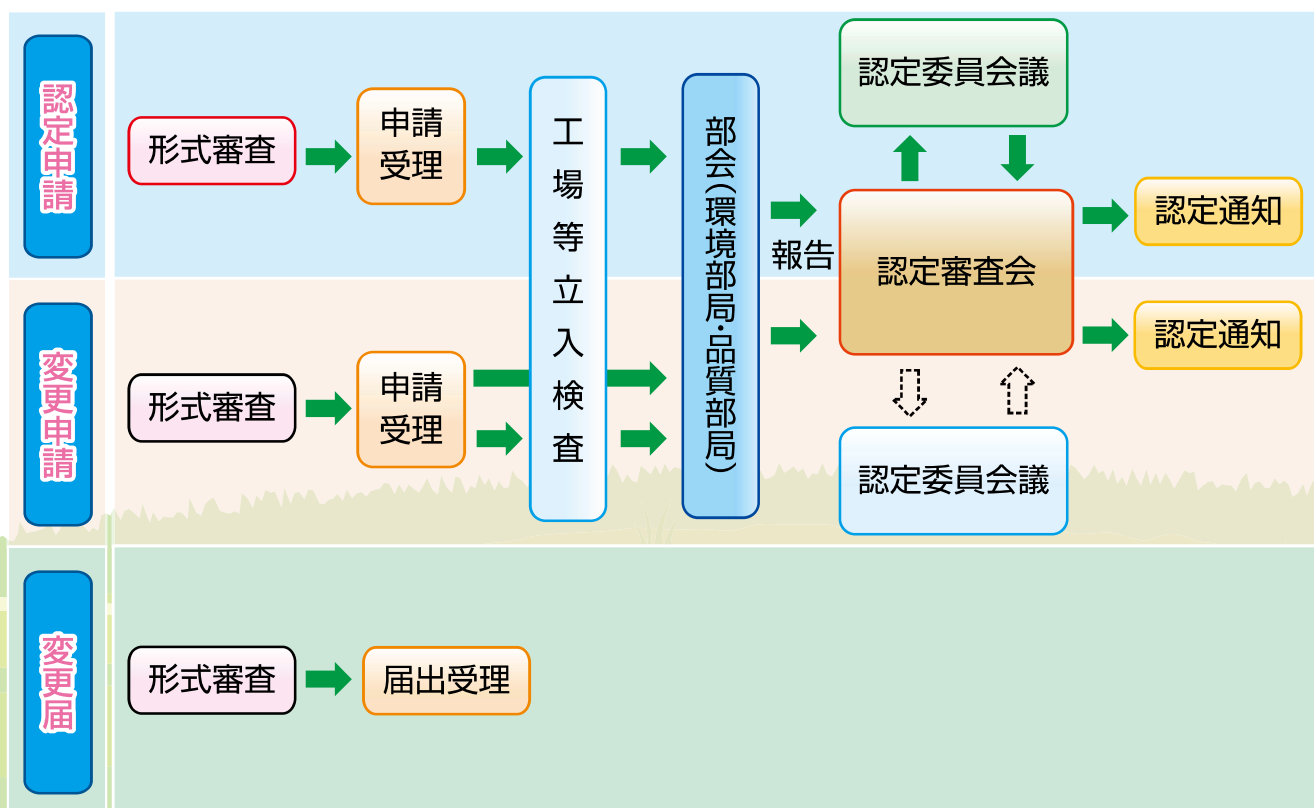 認定申請
形式審査
申請
受理
工場等立入検査
部会(環境部局・品質部局)
報告
認定委員会議
認定審査会
認定通知
変更申請
形式審査
申請
受理
認定通知
認定委員会議
変更届
形式審査
届出受理